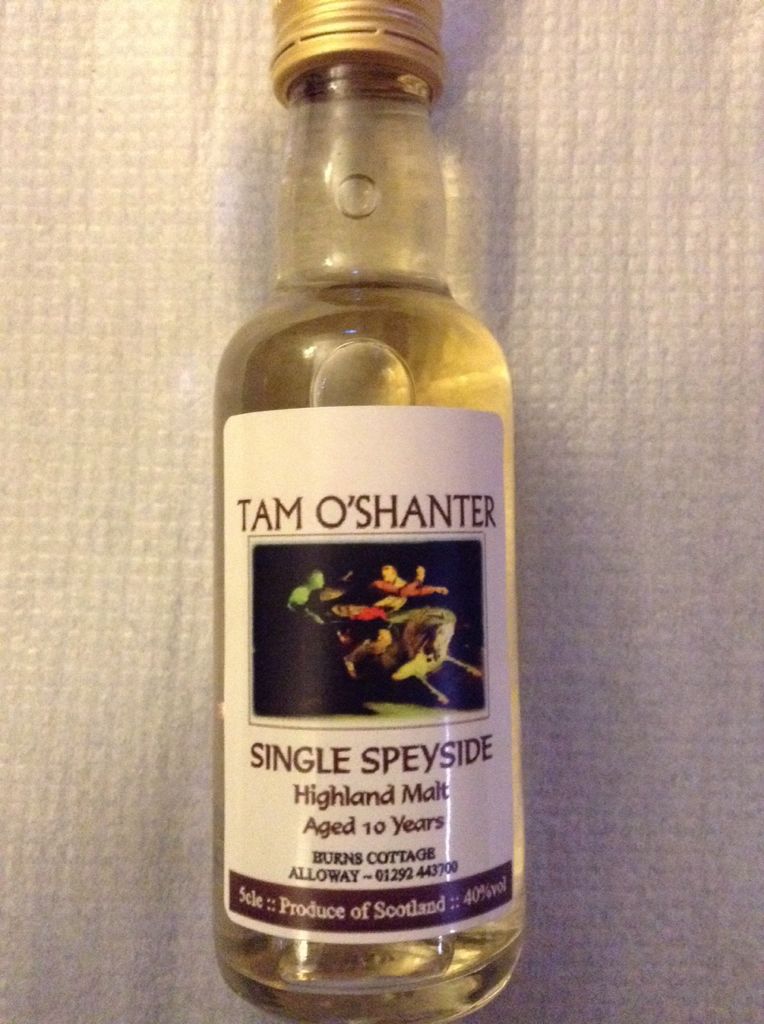 TAM O'SHANTER
SINGLE SPEYSIDE
Highland Malt
Aged 10 Years
BURNS COTTAGE
ALLOWAY ~ 01292 443700
5cle :: Produce of Scotland :: 40%vol